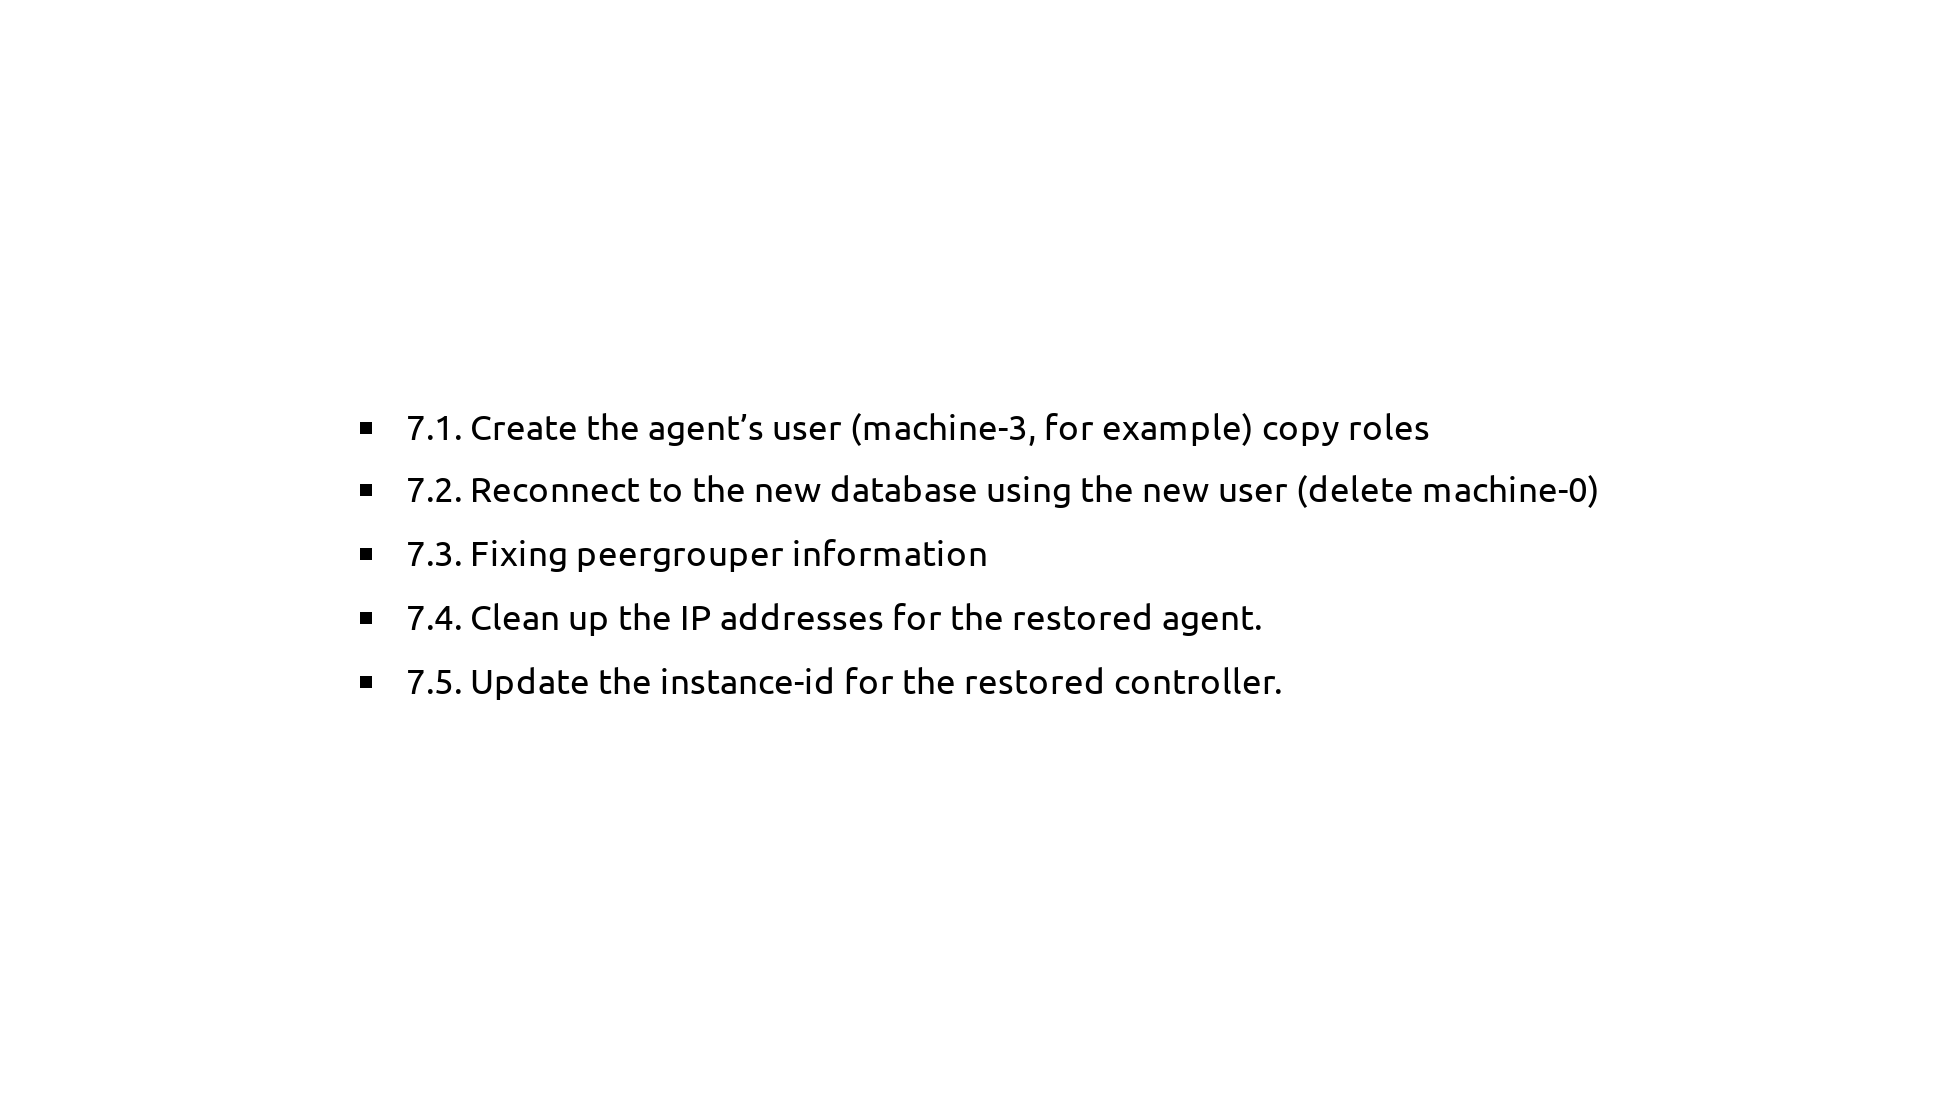 ▪ 7.1. Create the agent’s user (machine-3, for example) copy roles
▪ 7.2. Reconnect to the new database using the new user (delete machine-0)
▪ 7.3. Fixing peergrouper information
▪ 7.4. Clean up the IP addresses for the restored agent.
▪ 7.5. Update the instance-id for the restored controller.